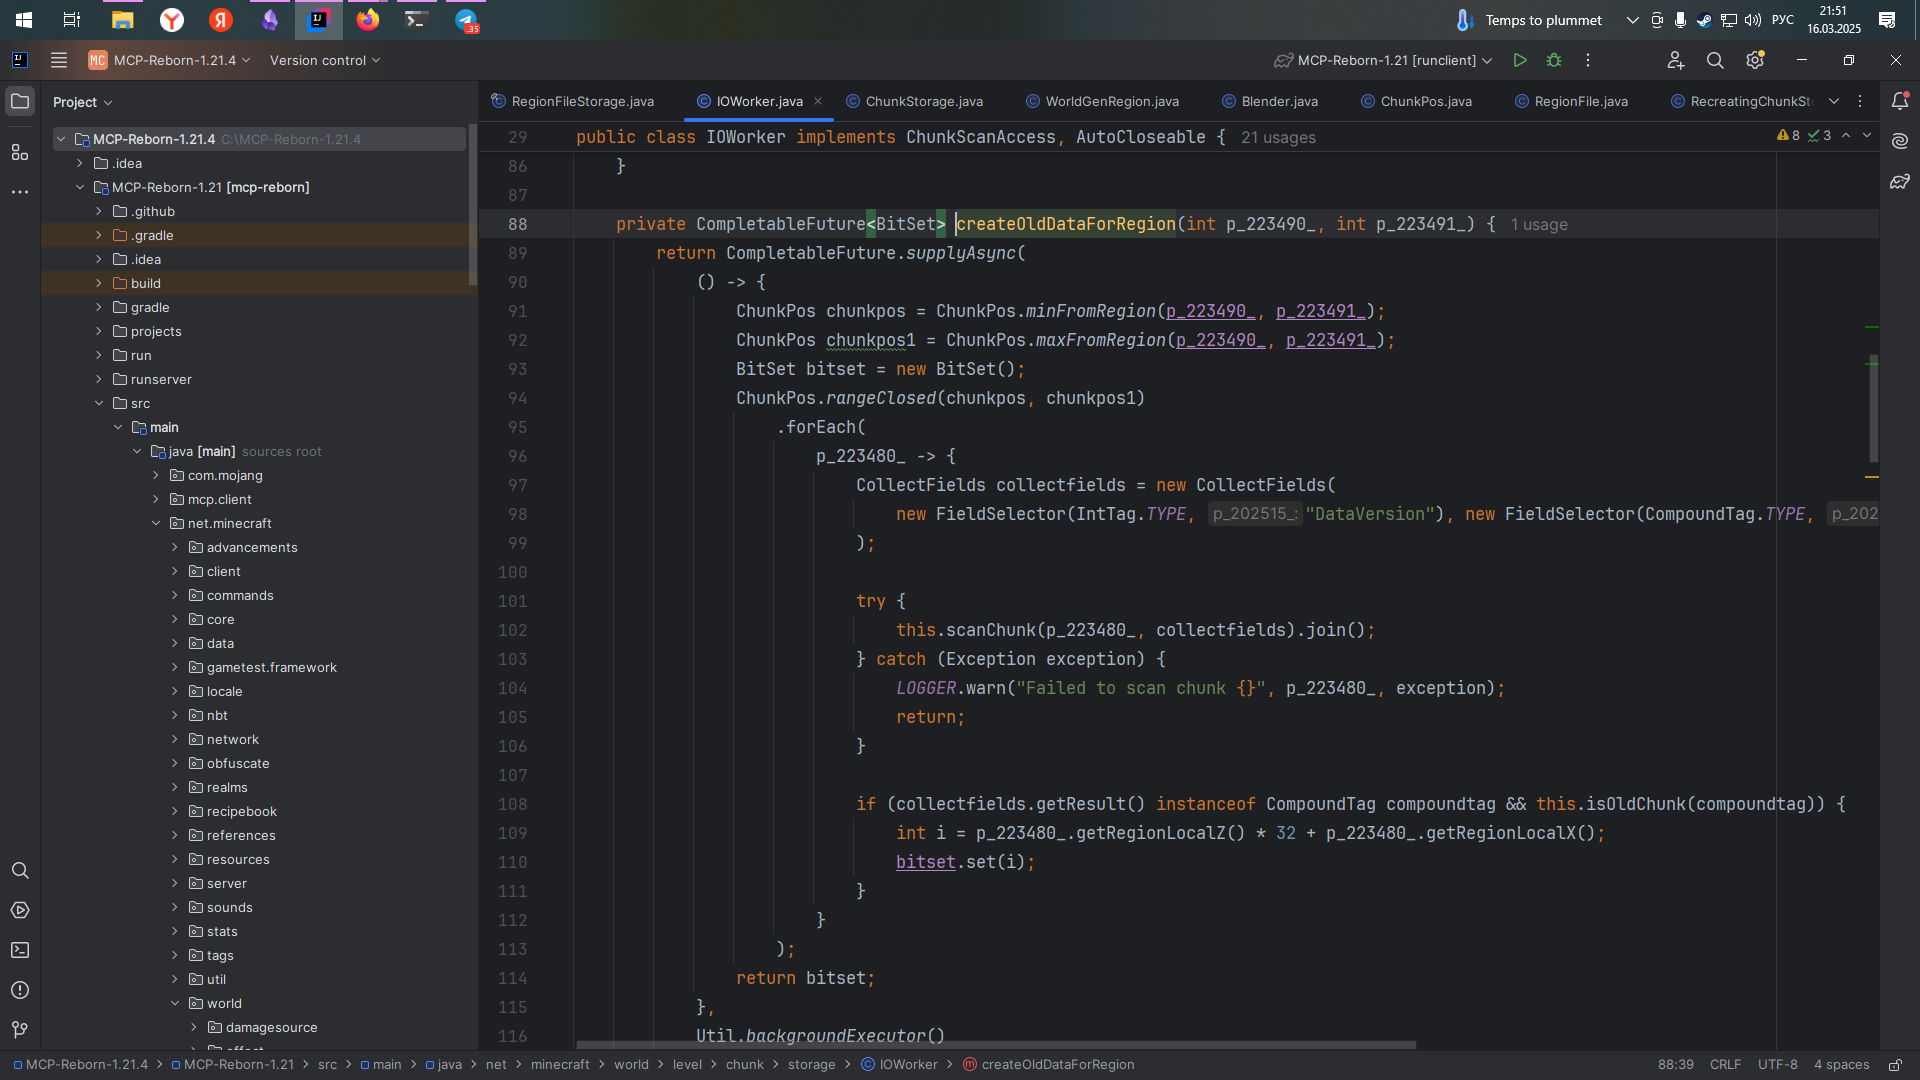 Temps to plummet
РУС
21:51
16.03.2025
.35
MC MCP-Reborn-1.21.4
Version control
MCP-Reborn-1.21 [runclient]
Project
RegionFileStorage.java
IOWorker.java
ChunkStorage.java
WorldGenRegion.java
Blender.java
ChunkPos.java
RegionFile.java
RecreatingChunkSt
MCP-Reborn-1.21.4 C:\MCP-Reborn-1.21.4
.idea
MCP-Reborn-1.21 [mcp-reborn]
.github
.gradle
.idea
build
gradle
projects
run
runserver
src
main
java [main] sources root
com.mojang
mcp.client
net.minecraft
advancements
client
commands
core
data
gametest.framework
locale
nbt
network
obfuscate
realms
recipebook
references
resources
server
sounds
stats
tags
util
world
damagesource
29 public class IOWorker implements ChunkScanAccess, AutoCloseable { 21 usages
8 3
86 }
87
88 private CompletableFuture<BitSet> createOldDataForRegion(int p_223490_, int p_223491_) { 1 usage
89 return CompletableFuture.supplyAsync(
90 () -> {
91 ChunkPos chunkpos = ChunkPos.minFromRegion(p_223490_, p_223491_);
92 ChunkPos chunkpos1 = ChunkPos.maxFromRegion(p_223490_, p_223491_);
93 BitSet bitset = new BitSet();
94 ChunkPos.rangeClosed(chunkpos, chunkpos1)
95 .forEach(
96 p_223480_ -> {
97 CollectFields collectfields = new CollectFields(
98 new FieldSelector(IntTag.TYPE, p_202515_: "DataVersion"), new FieldSelector(CompoundTag.TYPE, p_202
99 );
100
101 try {
102 this.scanChunk(p_223480_, collectfields).join();
103 } catch (Exception exception) {
104 LOGGER.warn("Failed to scan chunk {}", p_223480_, exception);
105 return;
106 }
107
108 if (collectfields.getResult() instanceof CompoundTag compoundtag && this.isOldChunk(compoundtag)) {
109 int i = p_223480_.getRegionLocalZ() * 32 + p_223480_.getRegionLocalX();
110 bitset.set(i);
111 }
112 }
113 );
114 return bitset;
115 },
116 Util.backgroundExecutor()
MCP-Reborn-1.21.4 > MCP-Reborn-1.21 > src > main > java > net > minecraft > world > level > chunk > storage > IOWorker > createOldDataForRegion
88:39 CRLF UTF-8 4 spaces